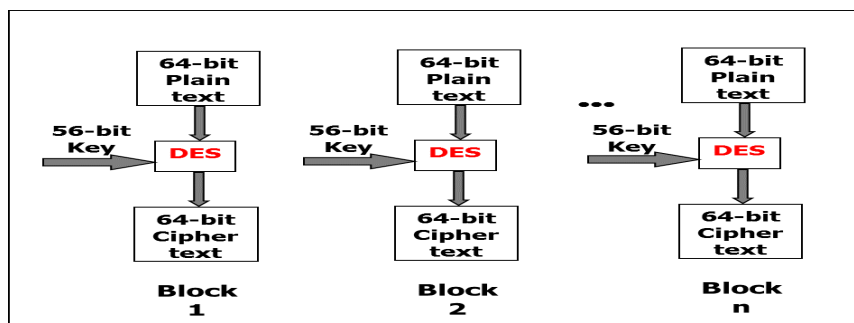 64-bit
Plain
text
56-bit
Key
DES
64-bit
Cipher
text
Block
1
64-bit
Plain
text
56-bit
Key
DES
64-bit
Cipher
text
Block
2
...
64-bit
Plain
text
56-bit
Key
DES
64-bit
Cipher
text
Block
n